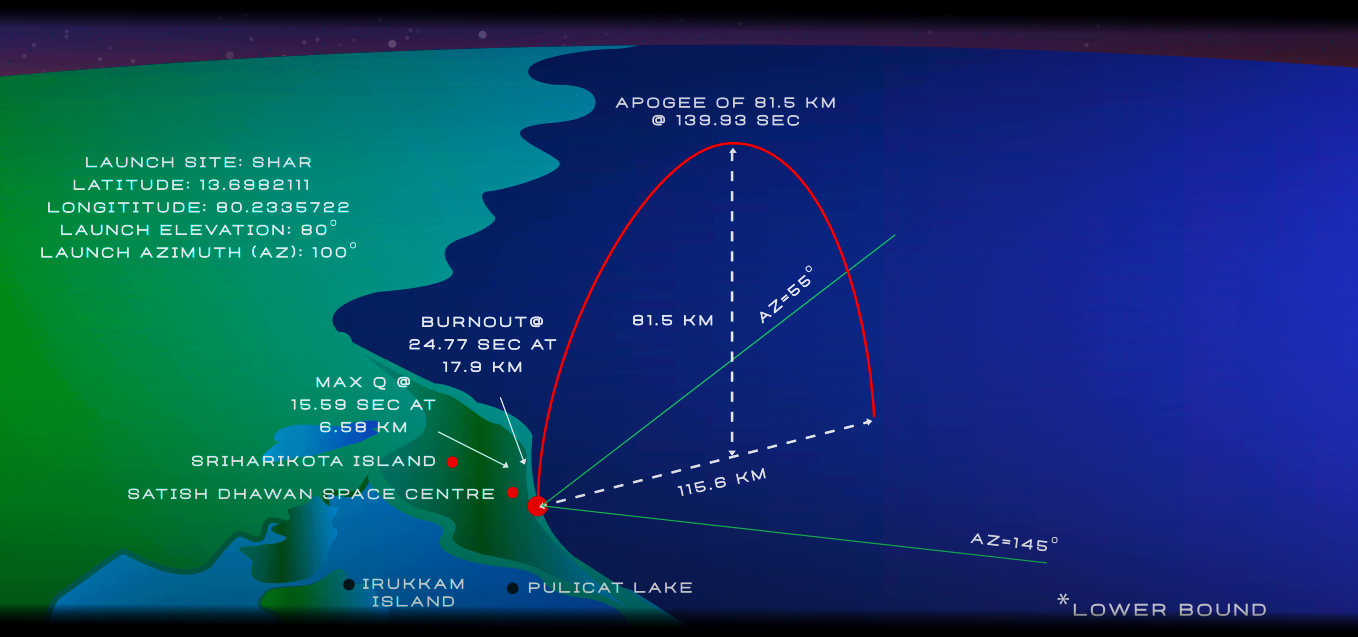 APOGEE OF 81.5 KM
@ 139.93 SEC
LAUNCH SITE: SHAR
LATITUDE: 13.6982111
LONGITITUDE: 80.2335722
LAUNCH ELEVATION: 80°
LAUNCH AZIMUTH (AZ): 100°
AZ=55°
81.5 KM
BURNOUT@
24.77 SEC AT
17.9 KM
MAX Q @
15.59 SEC AT
6.58 KM
SRIHARIKOTA ISLAND
SATISH DHAWAN SPACE CENTRE
115.6 KM
AZ=145°
IRUKKAM
ISLAND
PULICAT LAKE
*LOWER BOUND